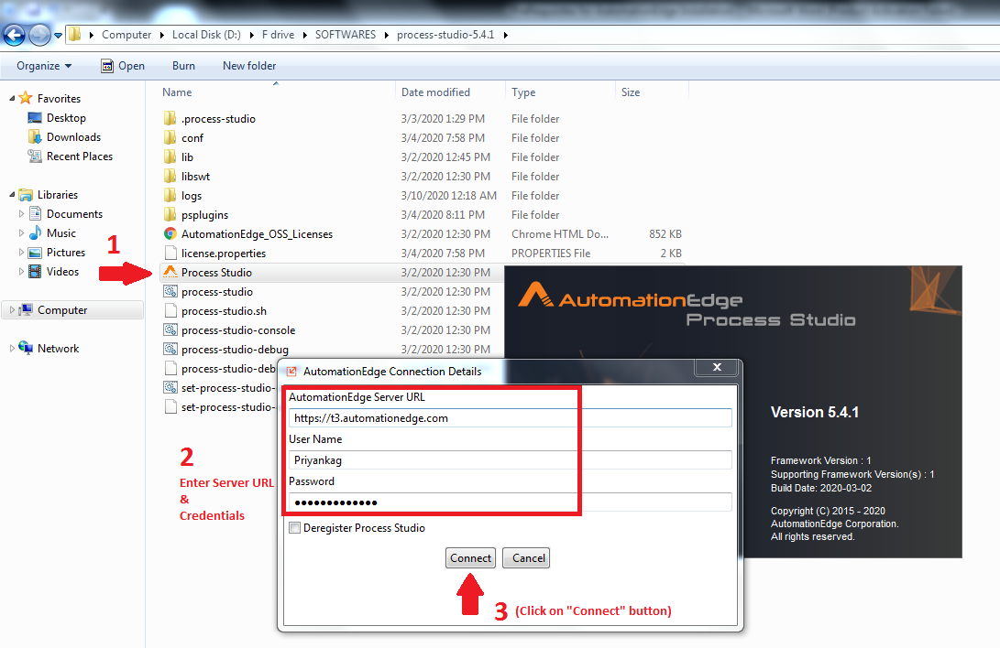 Computer ▸ Local Disk (D:) ▸ F drive ▸ SOFTWARES ▸ process-studio-5.4.1 ▸
Organize Open Burn New folder
Favorites
Desktop
Downloads
Recent Places
Libraries
Documents
Music
Pictures
Videos
Computer
Network
Name Date modified Type Size
.process-studio 3/3/2020 1:29 PM File folder
conf 3/4/2020 7:58 PM File folder
lib 3/2/2020 12:45 PM File folder
libswt 3/2/2020 12:30 PM File folder
logs 3/10/2020 12:18 AM File folder
psplugins 3/4/2020 8:11 PM File folder
AutomationEdge_OSS_Licenses 3/2/2020 12:30 PM Chrome HTML Do... 852 KB
license.properties 3/4/2020 7:58 PM PROPERTIES File 2 KB
Process Studio 3/2/2020 12:30 PM
process-studio 3/2/2020 12:30 PM
process-studio.sh 3/2/2020 12:30 PM
process-studio-console 3/2/2020 12:30 PM
process-studio-debug 3/2/2020 12:30 PM
process-studio-deb
set-process-studio-
set-process-studio-
1
2
Enter Server URL
&
Credentials
AutomationEdge
Process Studio
Version 5.4.1
Framework Version : 1
Supporting Framework Version(s) : 1
Build Date: 2020-03-02
Copyright (C) 2015 - 2020
AutomationEdge Corporation.
All rights reserved.
AutomationEdge Connection Details
AutomationEdge Server URL
https://t3.automationedge.com
User Name
Priyankag
Password
●●●●●●●●●●●●●
Deregister Process Studio
Connect Cancel
3 (Click on "Connect" button)